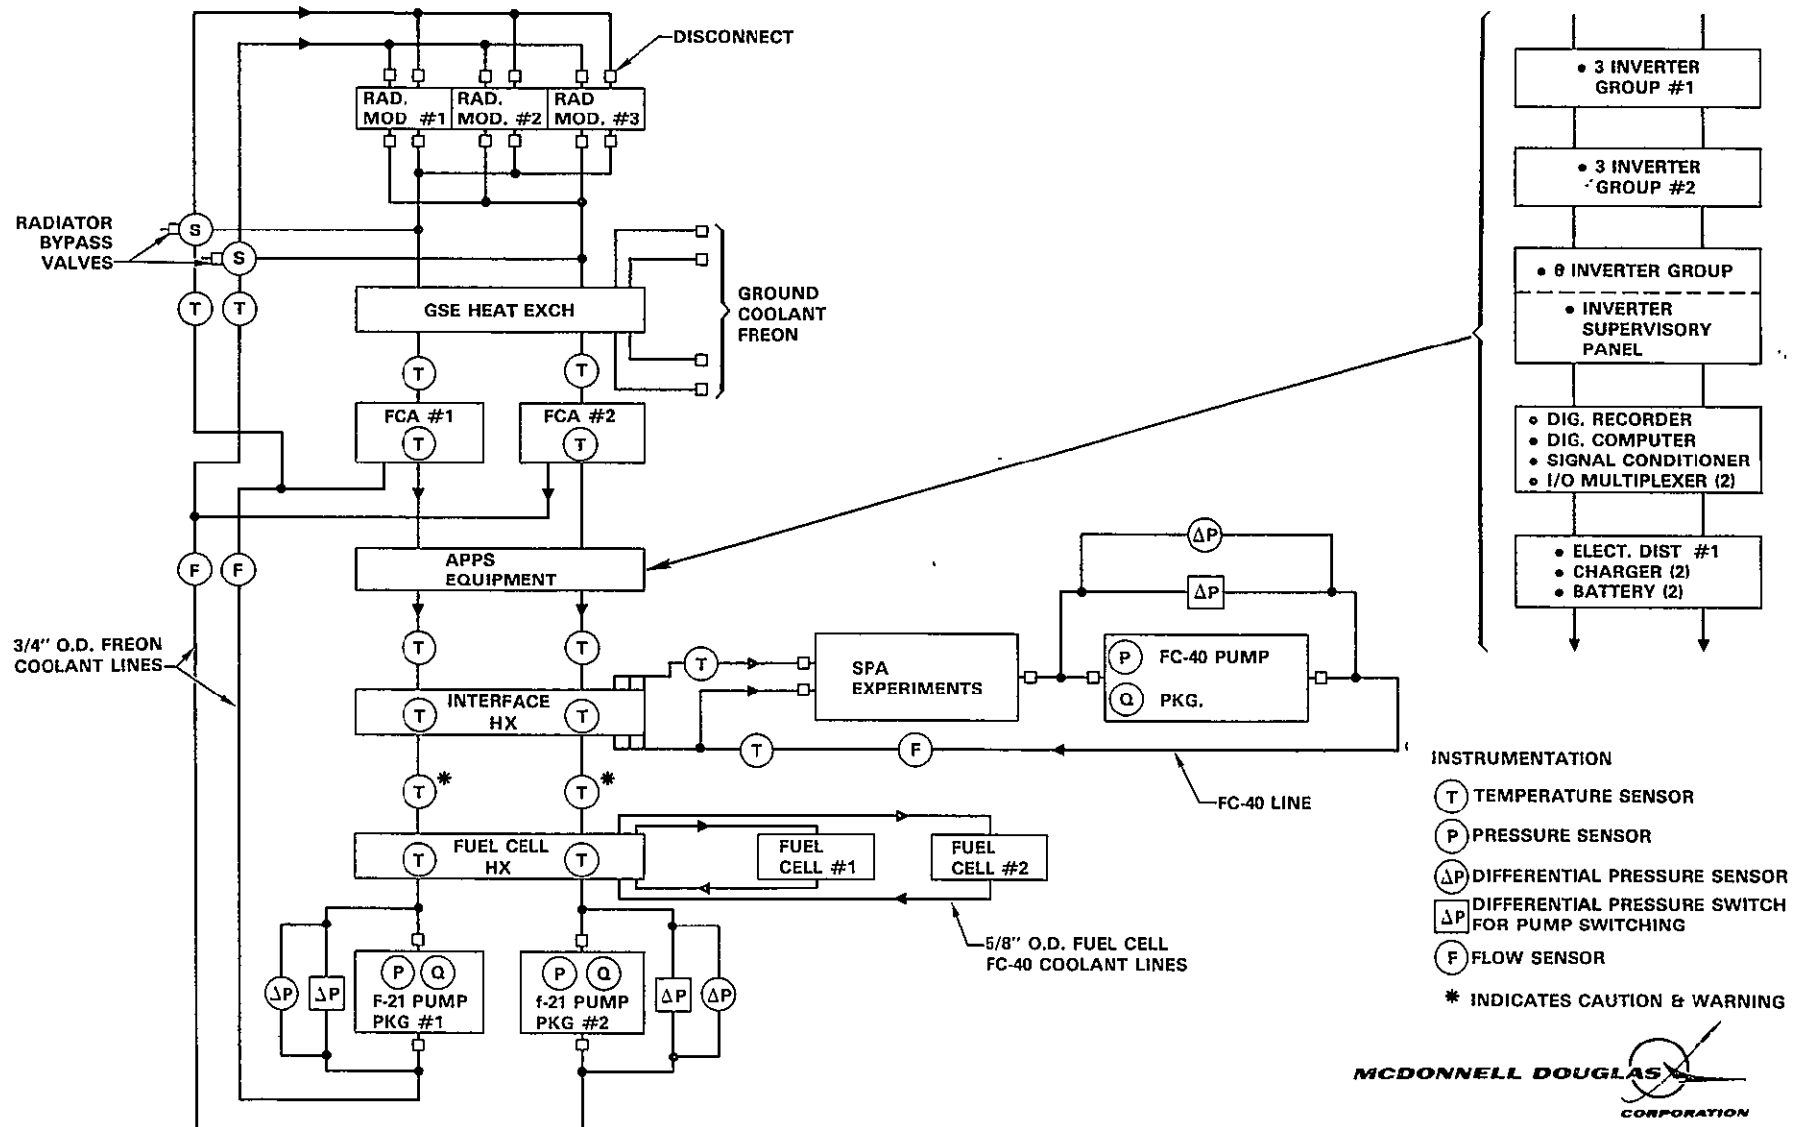 DISCONNECT
RAD. MOD #1
RAD. MOD. #2
RAD MOD. #3
RADIATOR
BYPASS
VALVES
S
S
T
T
GSE HEAT EXCH
GROUND
COOLANT
FREON
T
T
FCA #1
T
FCA #2
T
F
F
APPS
EQUIPMENT
3/4" O.D. FREON
COOLANT LINES
T
T
INTERFACE
HX
T
T
T
SPA
EXPERIMENTS
ΔP
ΔP
P FC-40 PUMP
Q PKG.
T
F
FC-40 LINE
T *
T *
FUEL CELL
HX
T
T
FUEL
CELL #1
FUEL
CELL #2
5/8" O.D. FUEL CELL
FC-40 COOLANT LINES
ΔP
ΔP
P Q
F-21 PUMP
PKG #1
P Q
f-21 PUMP
PKG #2
ΔP
ΔP
• 3 INVERTER
GROUP #1
• 3 INVERTER
GROUP #2
• 6 INVERTER GROUP
• INVERTER
SUPERVISORY
PANEL
• DIG. RECORDER
• DIG. COMPUTER
• SIGNAL CONDITIONER
• I/O MULTIPLEXER (2)
• ELECT. DIST #1
• CHARGER (2)
• BATTERY (2)
INSTRUMENTATION
T TEMPERATURE SENSOR
P PRESSURE SENSOR
ΔP DIFFERENTIAL PRESSURE SENSOR
ΔP DIFFERENTIAL PRESSURE SWITCH
FOR PUMP SWITCHING
F FLOW SENSOR
* INDICATES CAUTION & WARNING
MCDONNELL DOUGLAS
CORPORATION